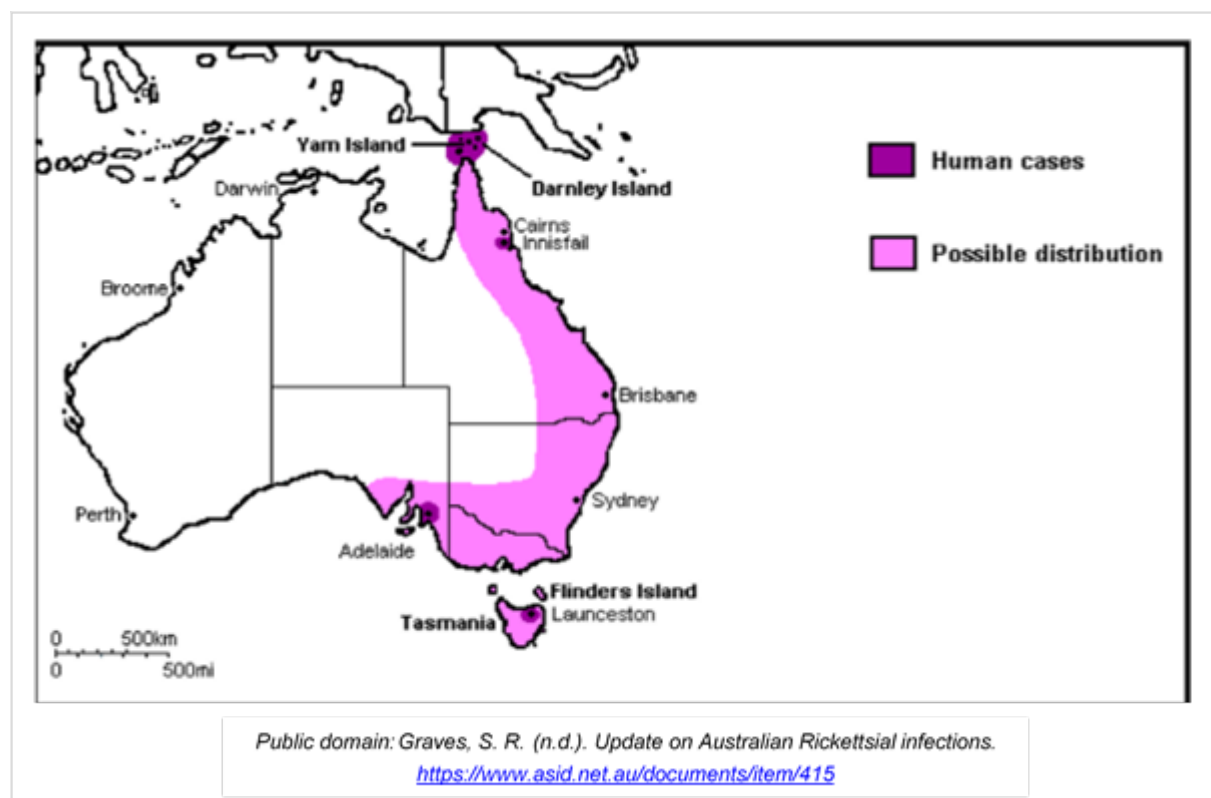 Yarn Island
Darnley Island
Darwin
Cairns
Innisfail
Broome
Brisbane
Perth
Sydney
Adelaide
Flinders Island
Launceston
Tasmania
0 500km
0 500mi
Human cases
Possible distribution
Public domain: Graves, S. R. (n.d.). Update on Australian Rickettsial infections.
https://www.asid.net.au/documents/item/415